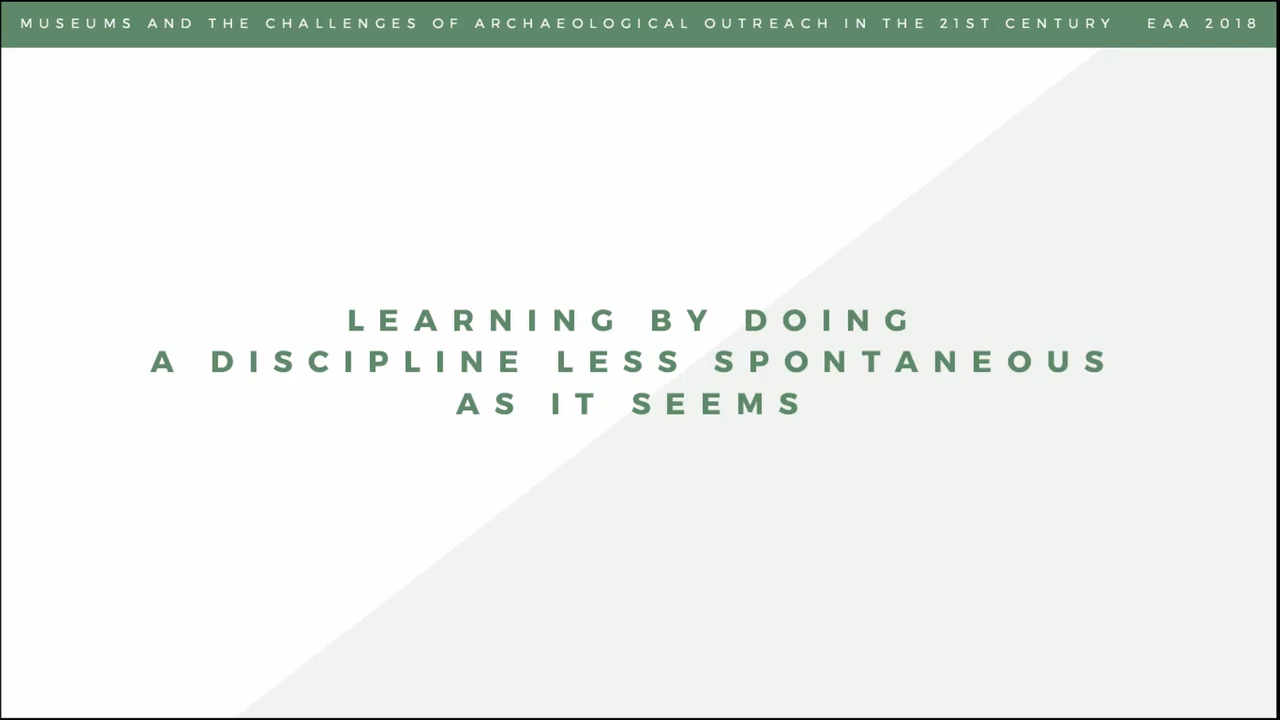 MUSEUMS AND THE CHALLENGES OF ARCHAEOLOGICAL OUTREACH IN THE 21ST CENTURY EAA 2018
LEARNING BY DOING
A DISCIPLINE LESS SPONTANEOUS
AS IT SEEMS